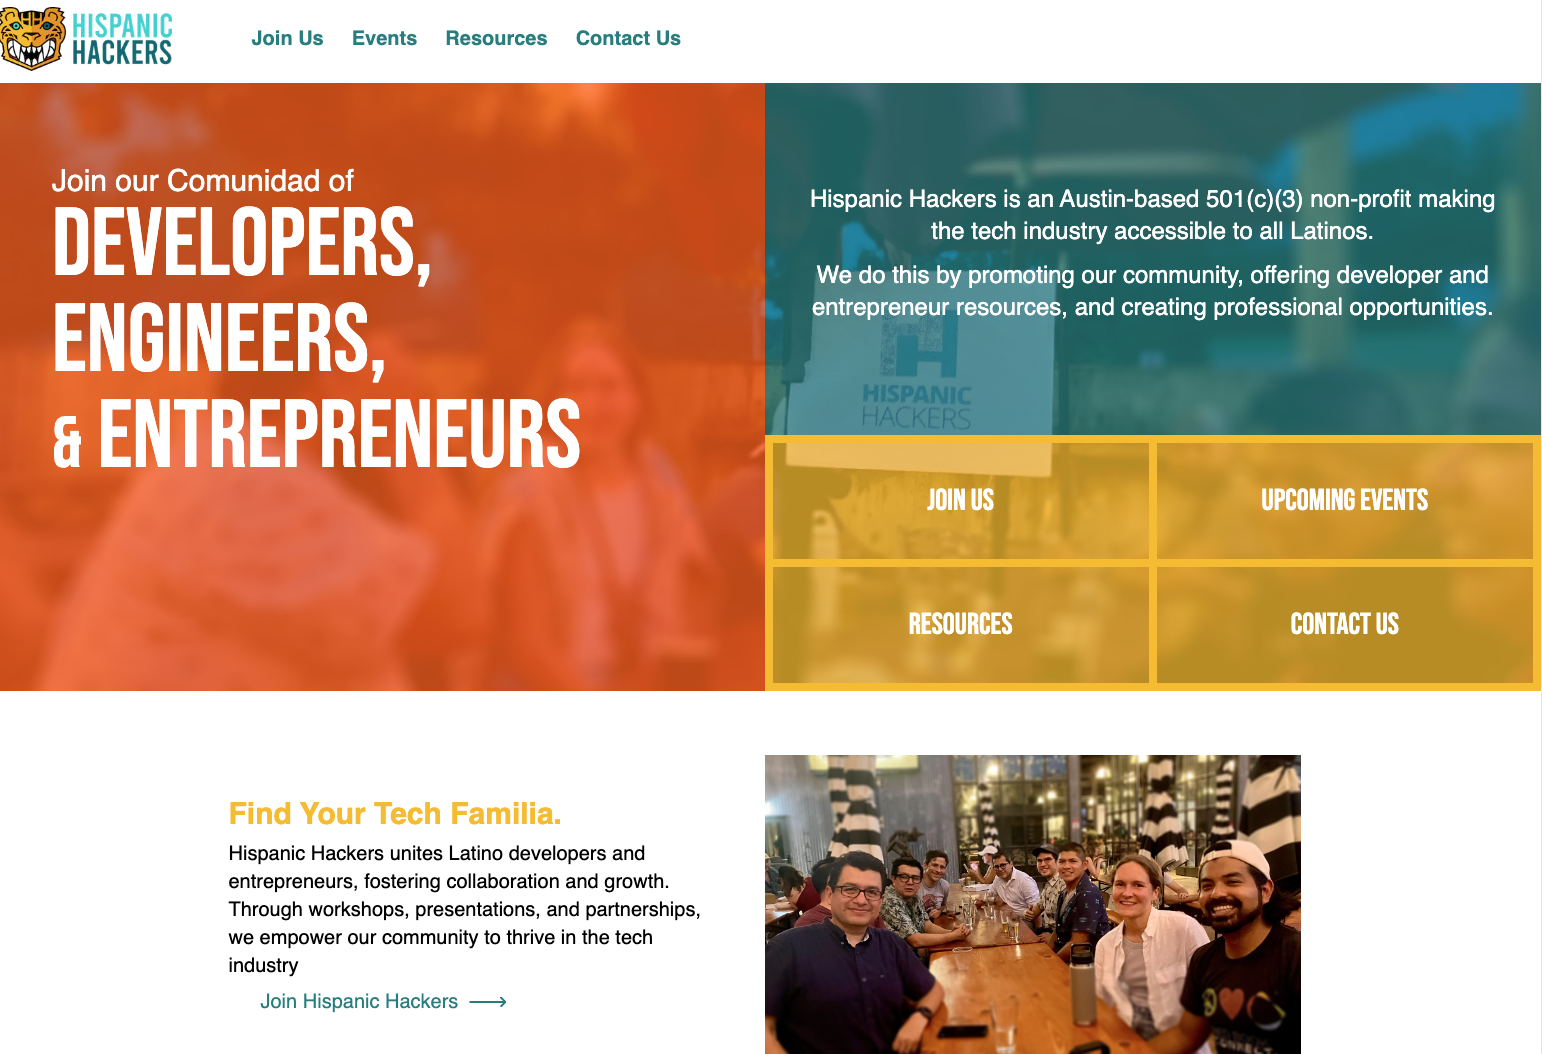 HISPANIC
HACKERS
Join Us
Events
Resources
Contact Us
Join our Comunidad of
DEVELOPERS,
ENGINEERS,
& ENTREPRENEURS
Hispanic Hackers is an Austin-based 501(c)(3) non-profit making
the tech industry accessible to all Latinos.
We do this by promoting our community, offering developer and
entrepreneur resources, and creating professional opportunities.
H
HISPANIC
HACKERS
JOIN US
UPCOMING EVENTS
RESOURCES
CONTACT US
Find Your Tech Familia.
Hispanic Hackers unites Latino developers and
entrepreneurs, fostering collaboration and growth.
Through workshops, presentations, and partnerships,
we empower our community to thrive in the tech
industry
Join Hispanic Hackers